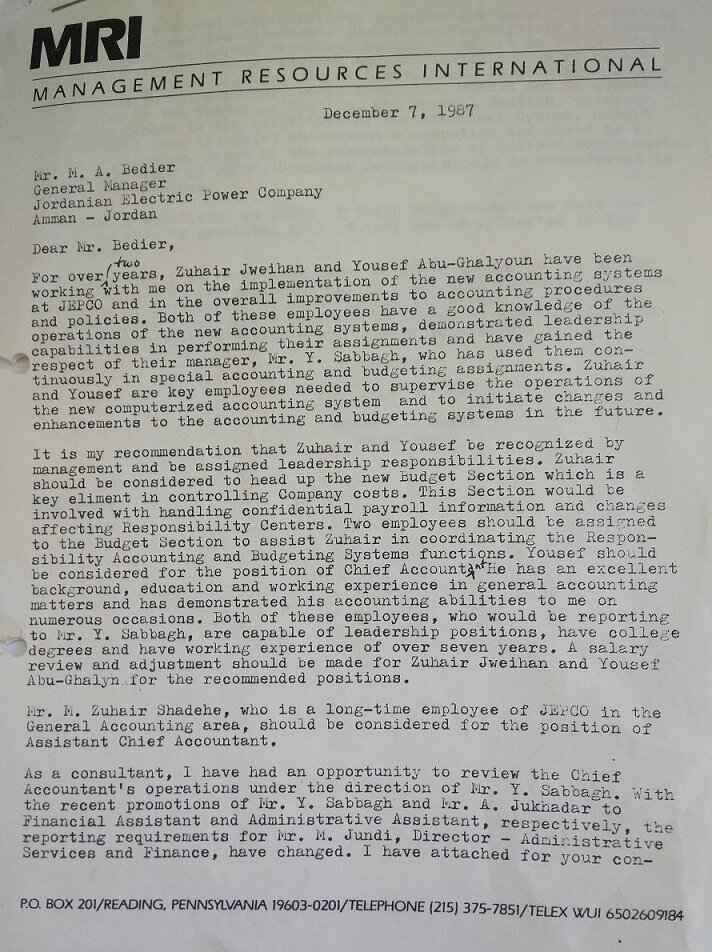 MRI
MANAGEMENT RESOURCES INTERNATIONAL
December 7, 1987
Mr. M. A. Bedier
General Manager
Jordanian Electric Power Company
Amman - Jordan
Dear Mr. Bedier,
two
For over years, Zuhair Jweihan and Yousef Abu-Ghalyoun have been
working with me on the implementation of the new accounting systems
at JEPCO and in the overall improvements to accounting procedures
and policies. Both of these employees have a good knowledge of the
operations of the new accounting systems, demonstrated leadership
capabilities in performing their assignments and have gained the
respect of their manager, Mr. Y. Sabbagh, who has used them con-
tinuously in special accounting and budgeting assignments. Zuhair
and Yousef are key employees needed to supervise the operations of
the new computerized accounting system and to initiate changes and
enhancements to the accounting and budgeting systems in the future.
It is my recommendation that Zuhair and Yousef be recognized by
management and be assigned leadership responsibilities. Zuhair
should be considered to head up the new Budget Section which is a
key eliment in controlling Company costs. This Section would be
involved with handling confidential payroll information and changes
affecting Responsibility Centers. Two employees should be assigned
to the Budget Section to assist Zuhair in coordinating the Respon-
sibility Accounting and Budgeting Systems functions. Yousef should
be considered for the position of Chief Accountant He has an excellent
background, education and working experience in general accounting
matters and has demonstrated his accounting abilities to me on
numerous occasions. Both of these employees, who would be reporting
to Mr. Y. Sabbagh, are capable of leadership positions, have college
degrees and have working experience of over seven years. A salary
review and adjustment should be made for Zuhair Jweihan and Yousef
Abu-Ghalyn for the recommended positions.
Mr. M. Zuhair Shadehe, who is a long-time employee of JEPCO in the
General Accounting area, should be considered for the position of
Assistant Chief Accountant.
As a consultant, I have had an opportunity to review the Chief
Accountant's operations under the direction of Mr. Y. Sabbagh. With
the recent promotions of Mr. Y. Sabbagh and Mr. A. Jukhadar to
Financial Assistant and Administrative Assistant, respectively, the
reporting requirements for Mr. M. Jundi, Director - Administrative
Services and Finance, have changed. I have attached for your con-
P.O. BOX 201/READING, PENNSYLVANIA 19603-0201/TELEPHONE (215) 375-7851/TELEX WUI 6502609184